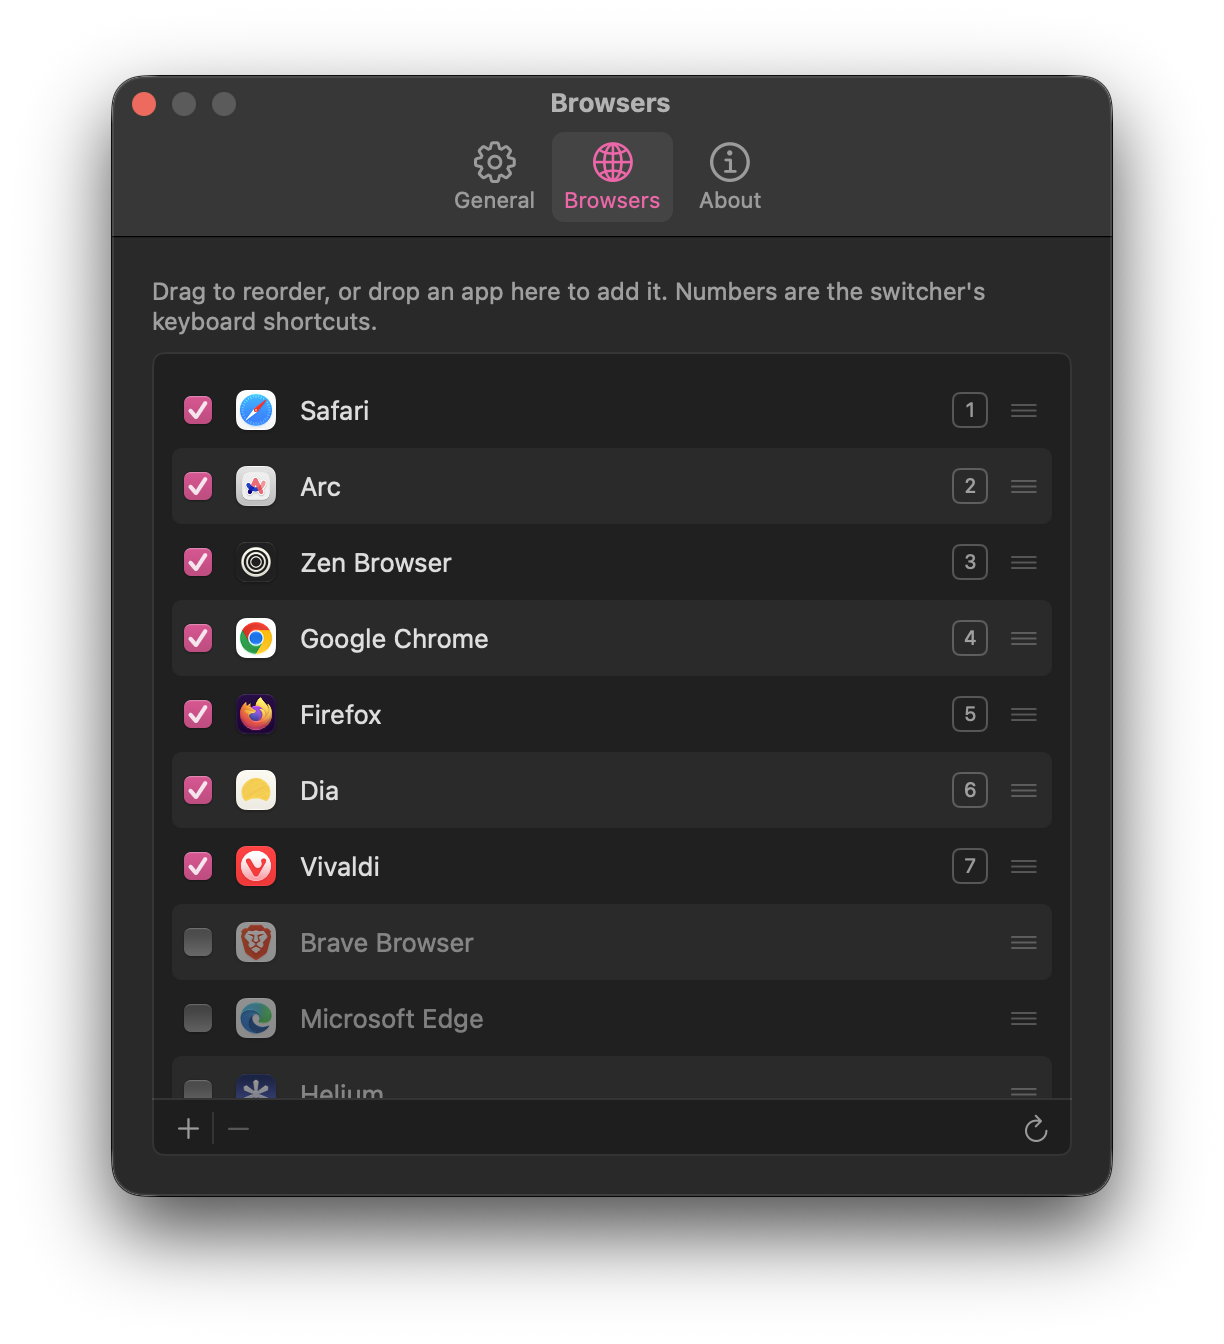 Browsers
General
Browsers
About
Drag to reorder, or drop an app here to add it. Numbers are the switcher's
keyboard shortcuts.
Safari 1
Arc 2
Zen Browser 3
Google Chrome 4
Firefox 5
Dia 6
Vivaldi 7
Brave Browser
Microsoft Edge
Helium